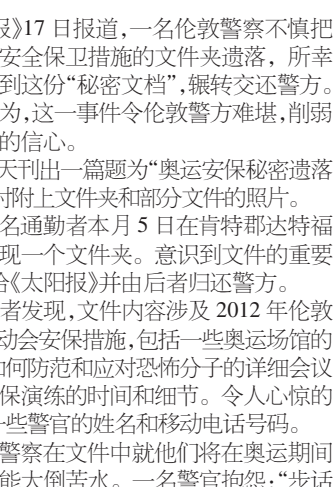 报》17 日报道，一名伦敦警察不慎把
安全保卫措施的文件夹遗落，所幸
到这份“秘密文档”，辗转交还警方。
为，这一事件令伦敦警方难堪，削弱
的信心。
天刊出一篇题为“奥运安保秘密遗落
时附上文件夹和部分文件的照片。
名通勤者本月 5 日在肯特郡达特福
现一个文件夹。意识到文件的重要
给《太阳报》并由后者归还警方。
者发现，文件内容涉及 2012 年伦敦
动会安保措施，包括一些奥运场馆的
如何防范和应对恐怖分子的详细会议
保演练的时间和细节。令人心惊的
一些警官的姓名和移动电话号码。
警察在文件中就他们将在奥运期间
能大倒苦水。一名警官抱怨：“步话